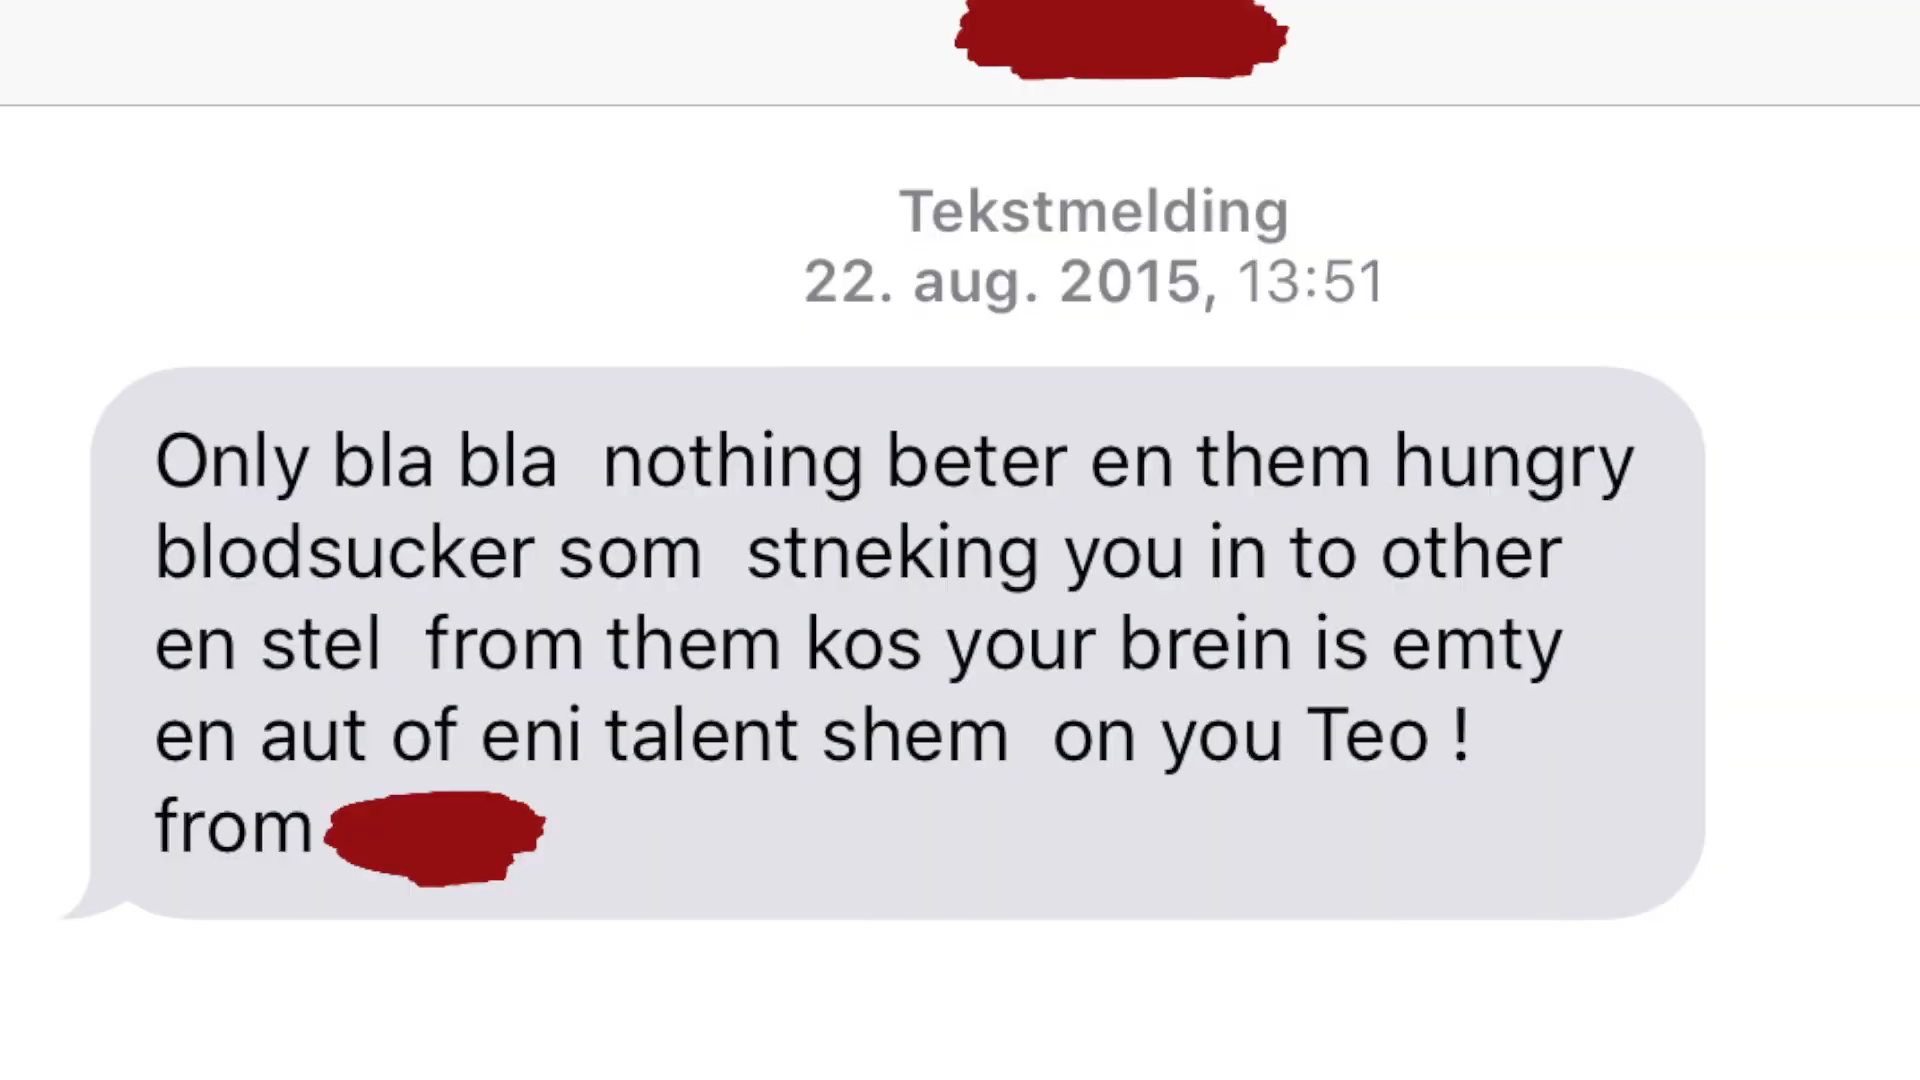 Tekstmelding
22. aug. 2015, 13:51
Only bla bla  nothing beter en them hungry
blodsucker som  stneking you in to other
en stel  from them kos your brein is emty
en aut of eni talent shem  on you Teo !
from